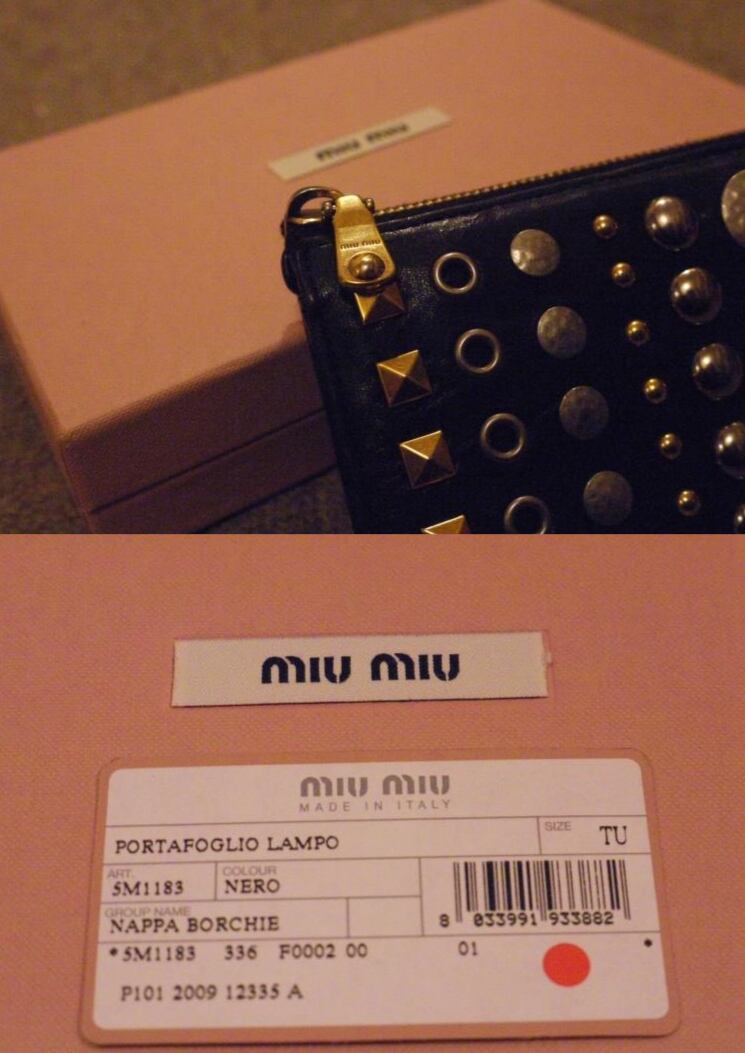 miu miu
miu miu
miu miu
miu miu
MADE IN ITALY
PORTAFOGLIO LAMPO
SIZE
TU
ART.
5M1183
COLOUR
NERO
GROUP NAME
NAPPA BORCHIE
8 033991 933882
*5M1183 336 F0002 00 01
P101 2009 12335 A